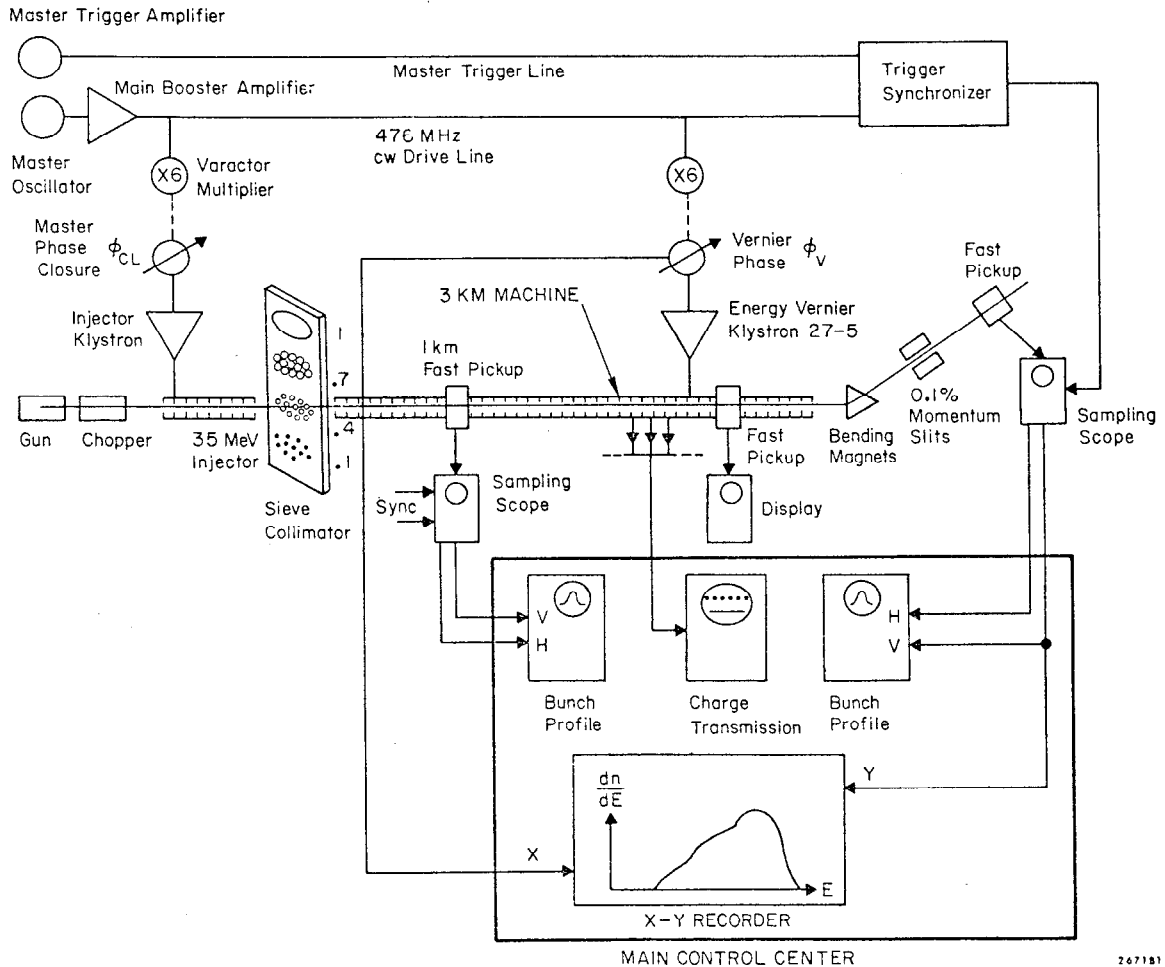 Master Trigger Amplifier
Master Trigger Line
Trigger
Synchronizer
Main Booster Amplifier
476 MHz
cw Drive Line
Master
Oscillator
X6
Varactor
Multiplier
X6
Master
Phase
Closure
ϕCL
Vernier
Phase
ϕV
Fast
Pickup
3 KM MACHINE
Injector
Klystron
Energy Vernier
Klystron 27-5
1
.7
.4
.1
1km
Fast Pickup
0.1%
Momentum
Slits
Sampling
Scope
Gun
Chopper
35 MeV
Injector
Bending
Magnets
Fast
Pickup
Sieve
Collimator
Sync
Sampling
Scope
Display
V
H
H
V
Bunch
Profile
Charge
Transmission
Bunch
Profile
dn
dE
E
X
Y
X-Y RECORDER
MAIN CONTROL CENTER
2671B1